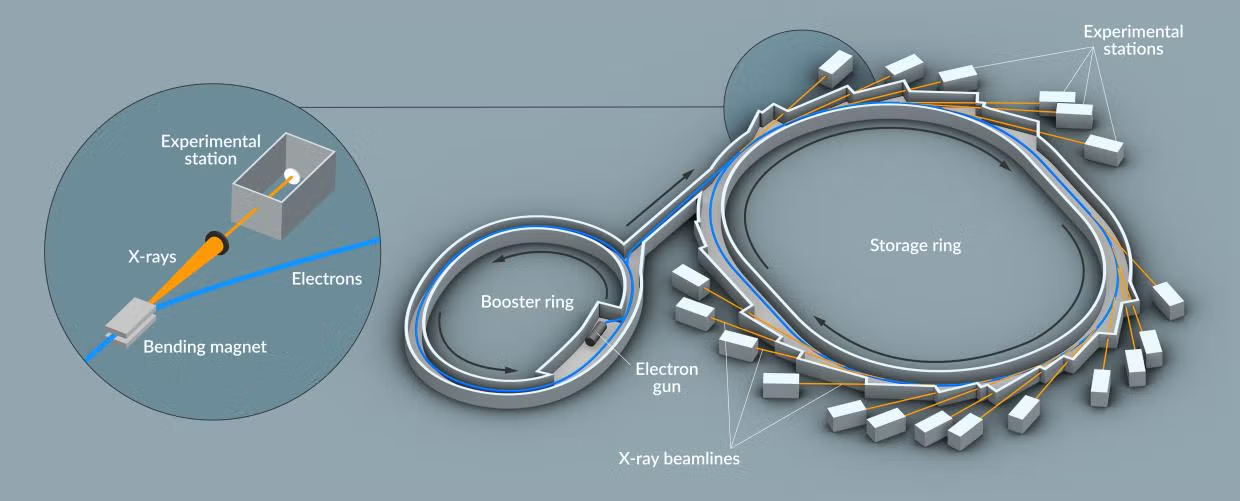 Experimental
stations
Experimental
station
X-rays
Electrons
Bending magnet
Storage ring
Booster ring
Electron
gun
X-ray beamlines